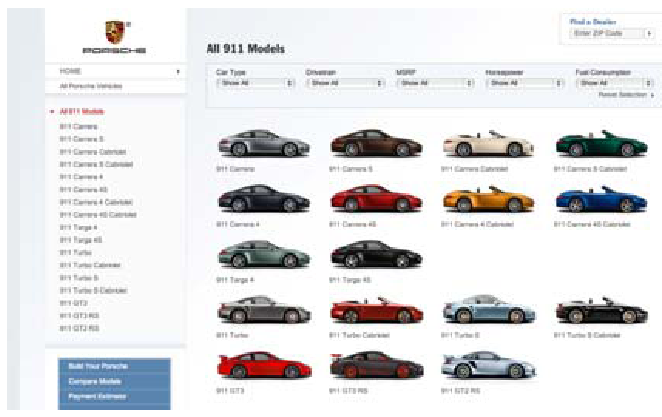 PORSCHE
Find a Dealer
Enter ZIP Code
HOME
All Porsche Vehicles
All 911 Models
911 Carrera
911 Carrera S
911 Carrera Cabriolet
911 Carrera S Cabriolet
911 Carrera 4
911 Carrera 4S
911 Carrera 4 Cabriolet
911 Carrera 4S Cabriolet
911 Targa 4
911 Targa 4S
911 Turbo
911 Turbo Cabriolet
911 Turbo S
911 Turbo S Cabriolet
911 GT3
911 GT3 RS
911 GT2 RS
Build Your Porsche
Compare Models
Payment Estimator
All 911 Models
Car Type Drivetrain MSRP Horsepower Fuel Consumption
Show All Show All Show All Show All Show All
Reset Selection
911 Carrera 911 Carrera S 911 Carrera Cabriolet 911 Carrera S Cabriolet
911 Carrera 4 911 Carrera 4S 911 Carrera 4 Cabriolet 911 Carrera 4S Cabriolet
911 Targa 4 911 Targa 4S
911 Turbo 911 Turbo Cabriolet 911 Turbo S 911 Turbo S Cabriolet
911 GT3 911 GT3 RS 911 GT2 RS